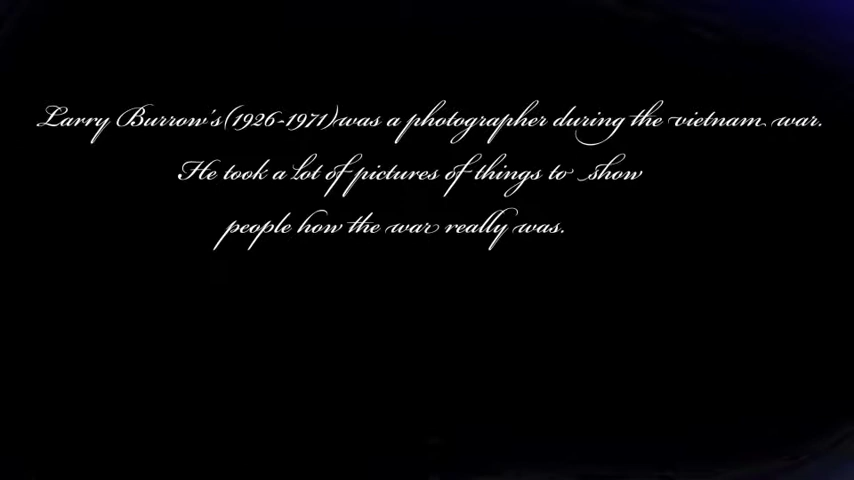 Larry Burrow's(1926-1971)was a photographer during the vietnam war.
He took a lot of pictures of things to show
people how the war really was.